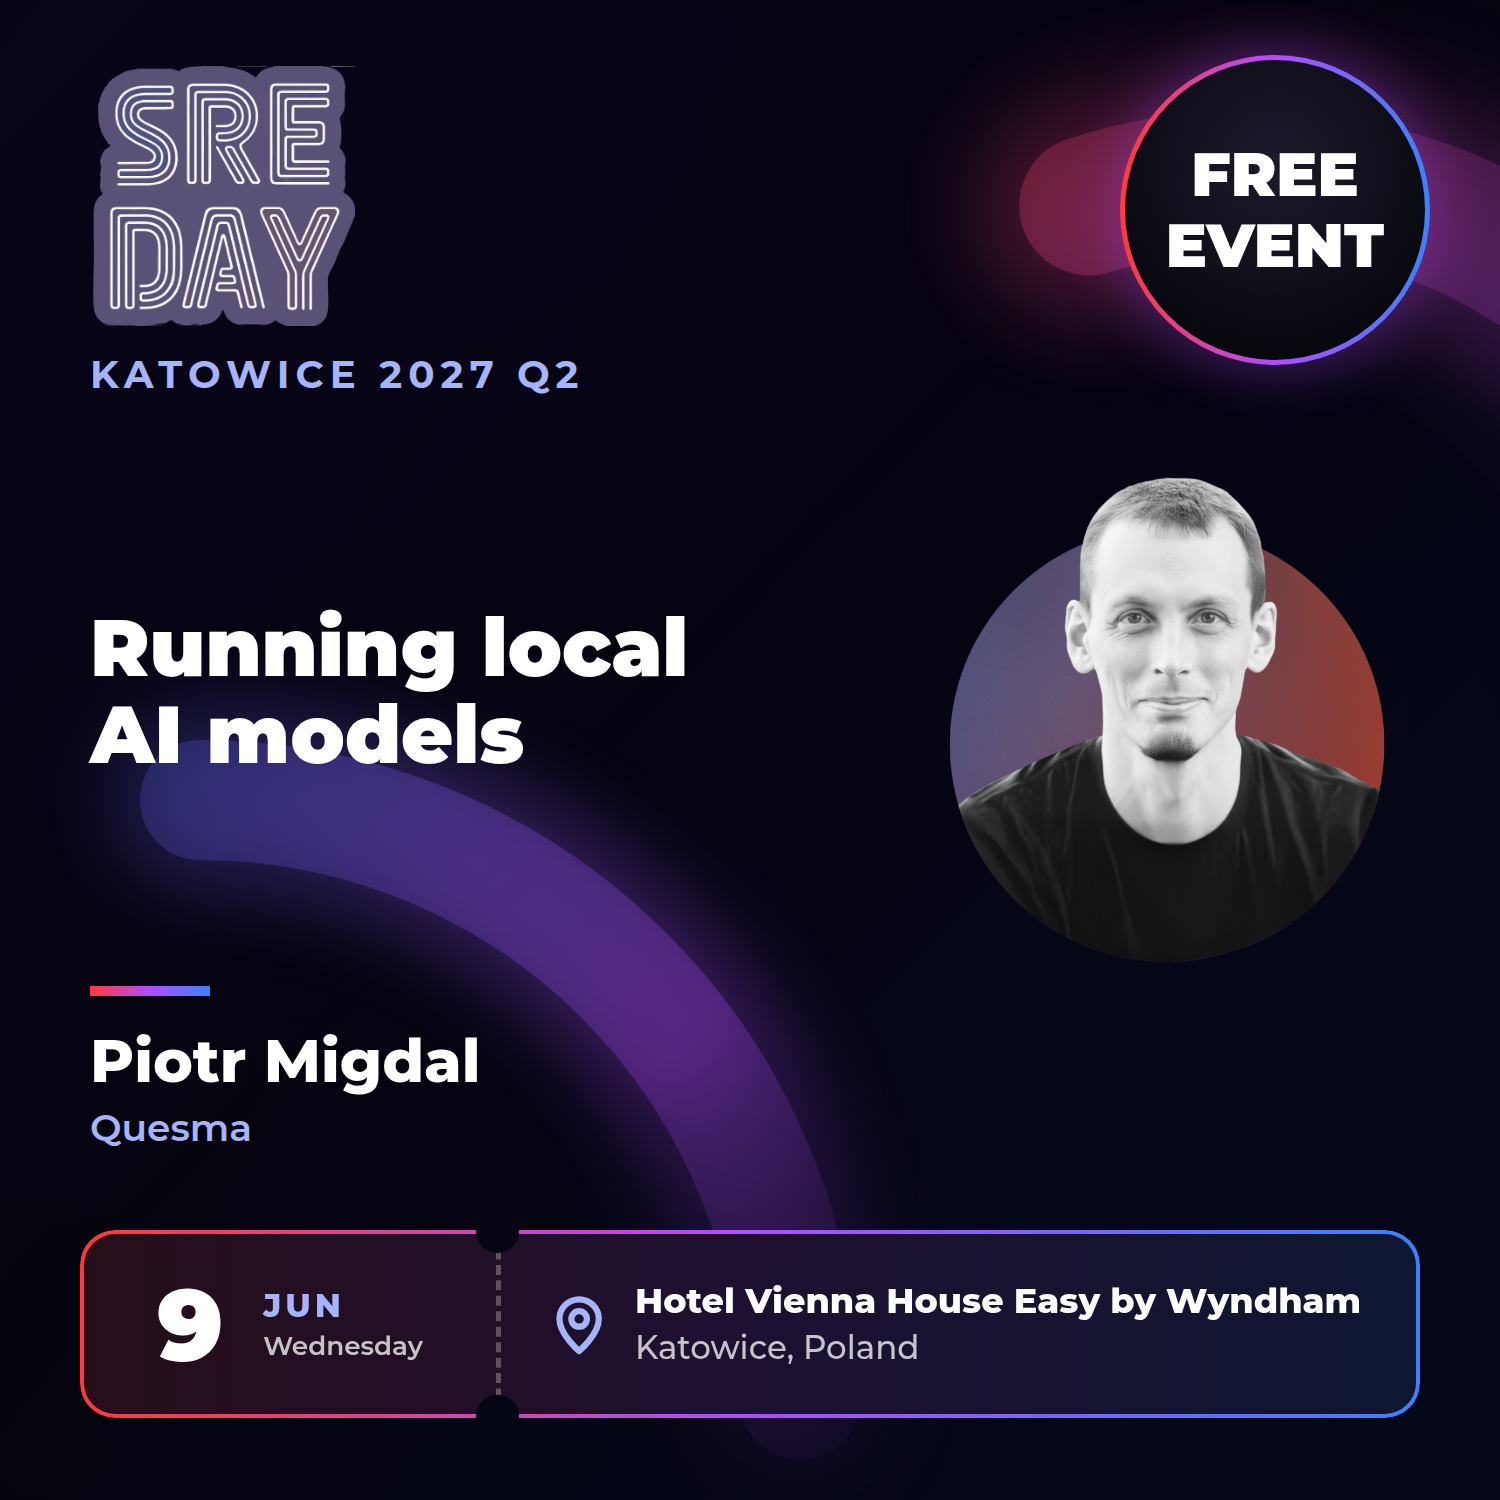 SRE
DAY
KATOWICE 2027 Q2
FREE
EVENT
Running local
AI models
Piotr Migdal
Quesma
9
JUN
Wednesday
Hotel Vienna House Easy by Wyndham
Katowice, Poland